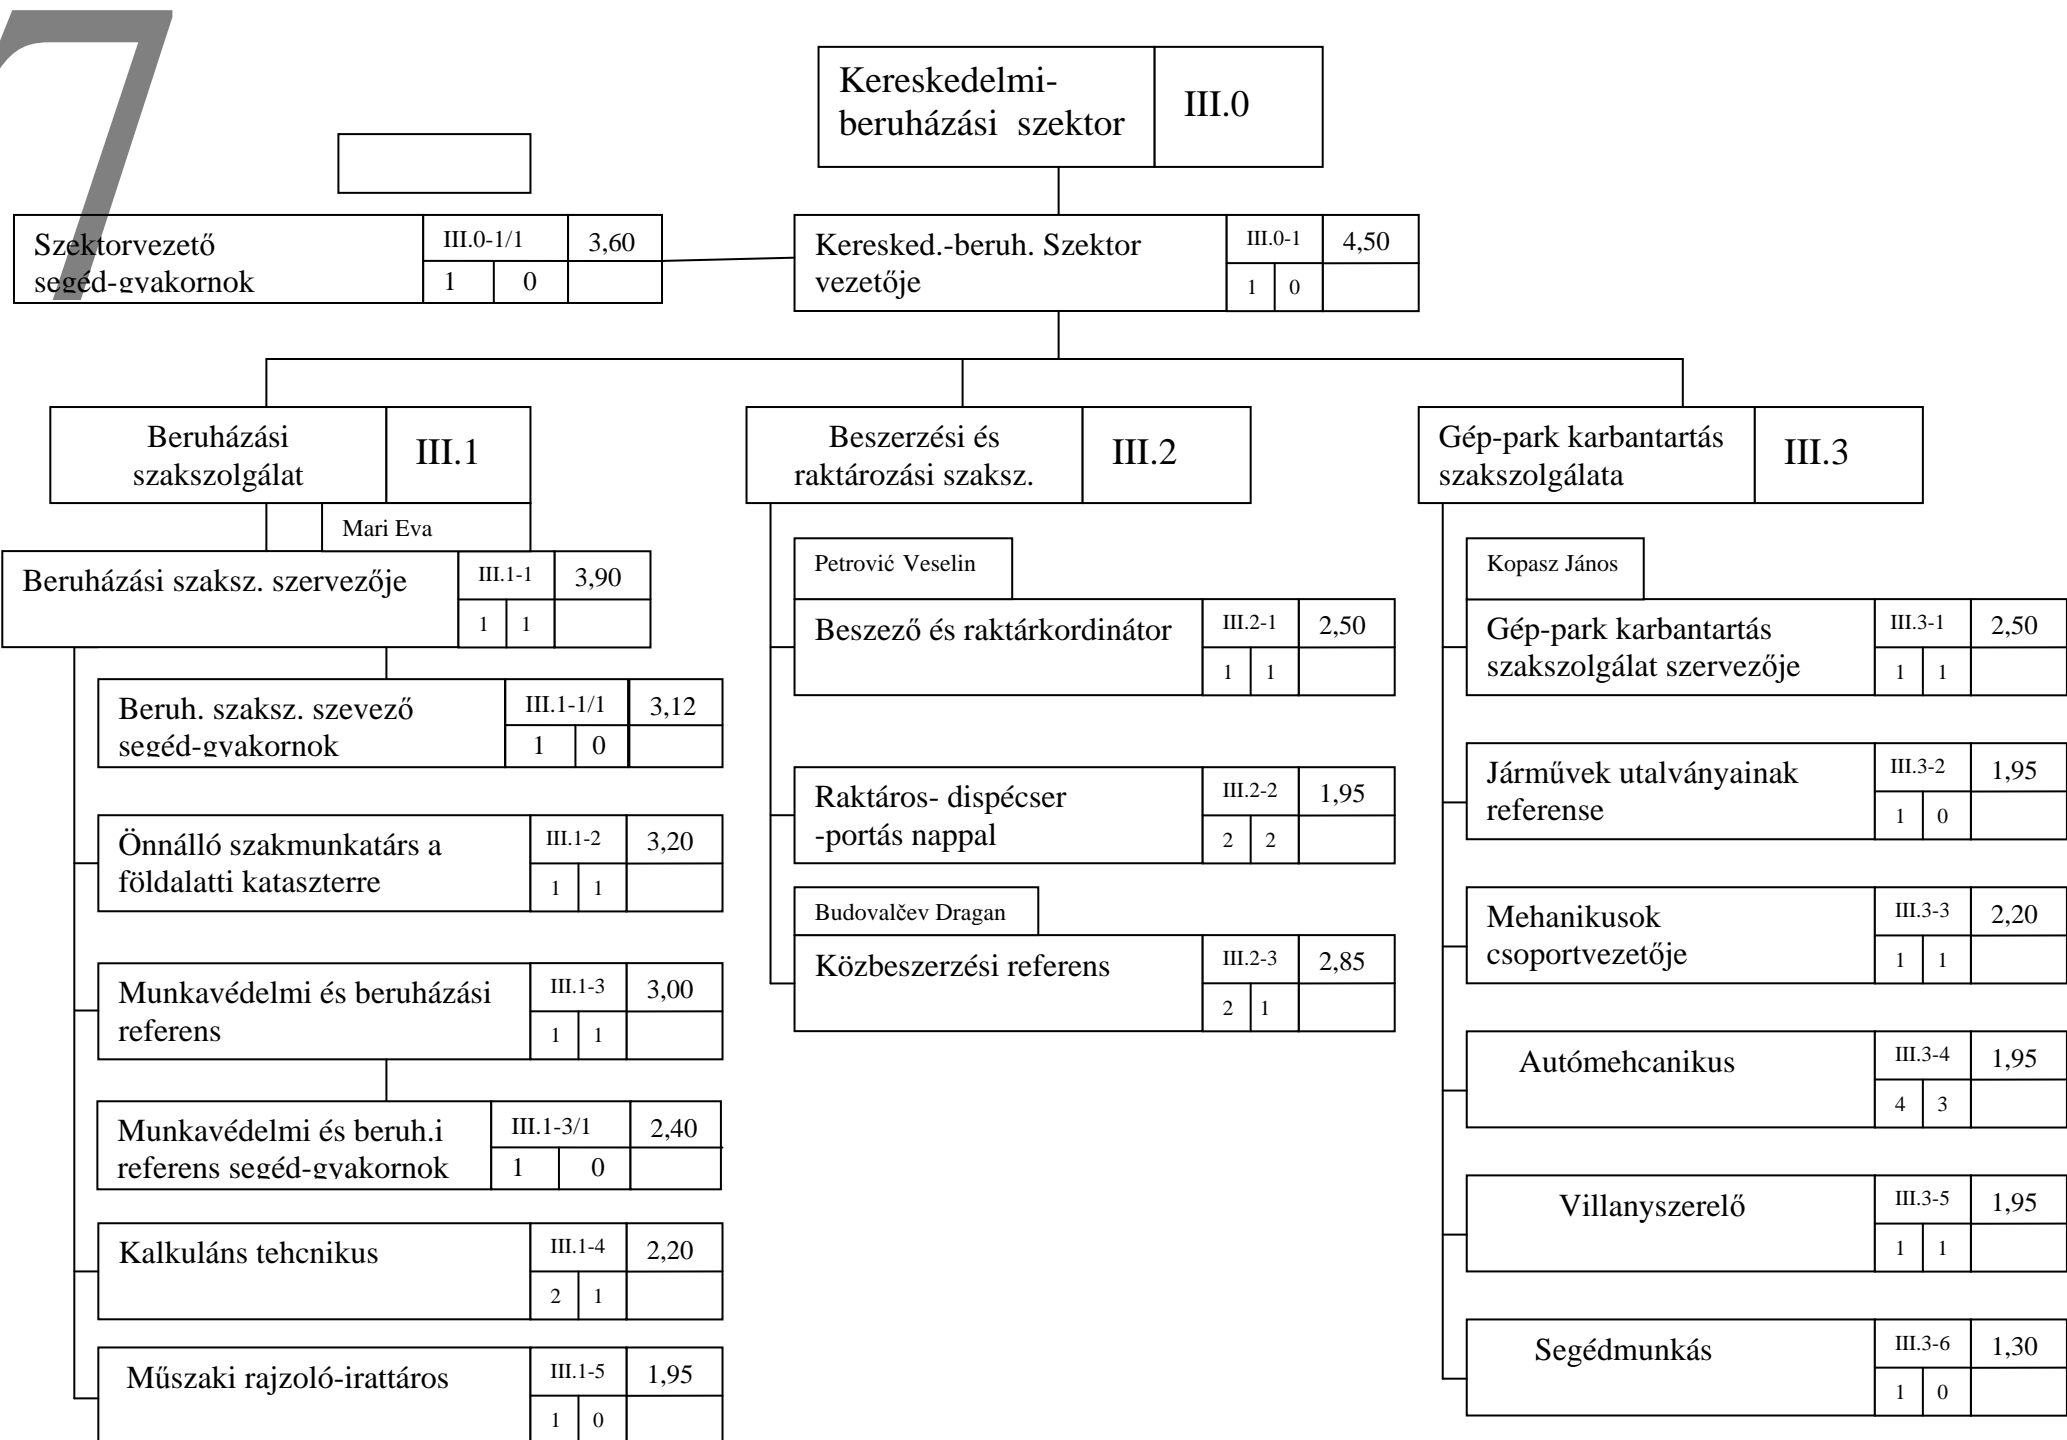 7
Kereskedelmi-
beruházási szektor
III.0
Szektorvezető
segéd-gyakornok
III.0-1/1
3,60
1 0
Keresked.-beruh. Szektor
vezetője
III.0-1
4,50
1 0
Beruházási
szakszolgálat
III.1
Mari Eva
Beruházási szaksz. szervezője
III.1-1
3,90
1 1
Beruh. szaksz. szevező
segéd-gyakornok
III.1-1/1
3,12
1 0
Önnálló szakmunkatárs a
földalatti kataszterre
III.1-2
3,20
1 1
Munkavédelmi és beruházási
referens
III.1-3
3,00
1 1
Munkavédelmi és beruh.i
referens segéd-gyakornok
III.1-3/1
2,40
1 0
Kalkuláns tehcnikus
III.1-4
2,20
2 1
Műszaki rajzoló-irattáros
III.1-5
1,95
1 0
Beszerzési és
raktározási szaksz.
III.2
Petrović Veselin
Beszező és raktárkordinátor
III.2-1
2,50
1 1
Raktáros- dispécser
-portás nappal
III.2-2
1,95
2 2
Budovalčev Dragan
Közbeszerzési referens
III.2-3
2,85
2 1
Gép-park karbantartás
szakszolgálata
III.3
Kopasz János
Gép-park karbantartás
szakszolgálat szervezője
III.3-1
2,50
1 1
Járművek utalványainak
referense
III.3-2
1,95
1 0
Mehanikusok
csoportvezetője
III.3-3
2,20
1 1
Autómehcanikus
III.3-4
1,95
4 3
Villanyszerelő
III.3-5
1,95
1 1
Segédmunkás
III.3-6
1,30
1 0